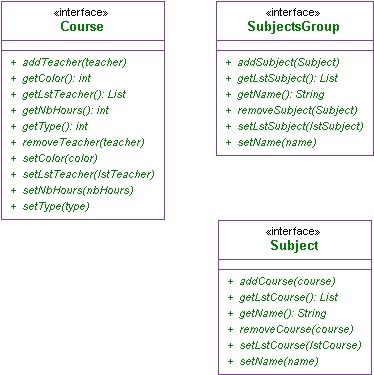 «interface»
Course
+ addTeacher(teacher)
+ getColor(): int
+ getLstTeacher(): List
+ getNbHours(): int
+ getType(): int
+ removeTeacher(teacher)
+ setColor(color)
+ setLstTeacher(lstTeacher)
+ setNbHours(nbHours)
+ setType(type)
«interface»
SubjectsGroup
+ addSubject(Subject)
+ getLstSubject(): List
+ getName(): String
+ removeSubject(Subject)
+ setLstSubject(lstSubject)
+ setName(name)
«interface»
Subject
+ addCourse(course)
+ getLstCourse(): List
+ getName(): String
+ removeCourse(course)
+ setLstCourse(lstCourse)
+ setName(name)